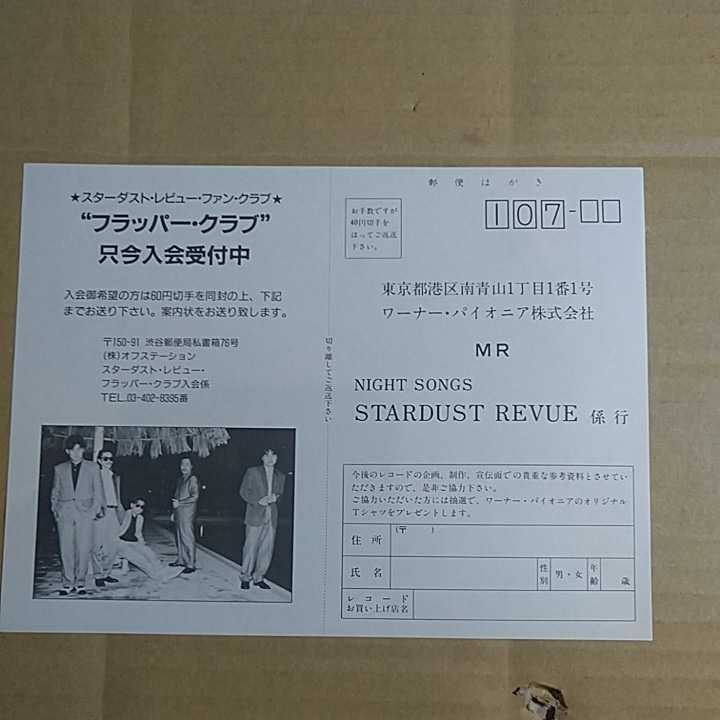 ★スターダスト・レビュー・ファン・クラブ★
“フラッパー・クラブ”
只今入会受付中
入会御希望の方は60円切手を同封の上、下記
までお送り下さい。案内状をお送り致します。
〒150-91 渋谷郵便局私書箱76号
(株)オフステーション
スターダスト・レビュー・
フラッパー・クラブ入会係
TEL.03-402-8395番
切り離してご返送下さい
郵便はがき
お手数ですが
40円切手を
はってご返送
下さい。
107-
東京都港区南青山1丁目1番1号
ワーナー・パイオニア株式会社
MR
NIGHT SONGS
STARDUST REVUE 係 行
今後のレコードの企画、制作、宣伝面での貴重な参考資料とさせてい
ただきますので、是非ご協力下さい。
ご協力いただいた方には抽選で、ワーナー・パイオニアのオリジナル
Tシャツをプレゼントします。
住所 (〒 )
氏名 性別 男・女 年齢 歳
レコード
お買い上げ店名